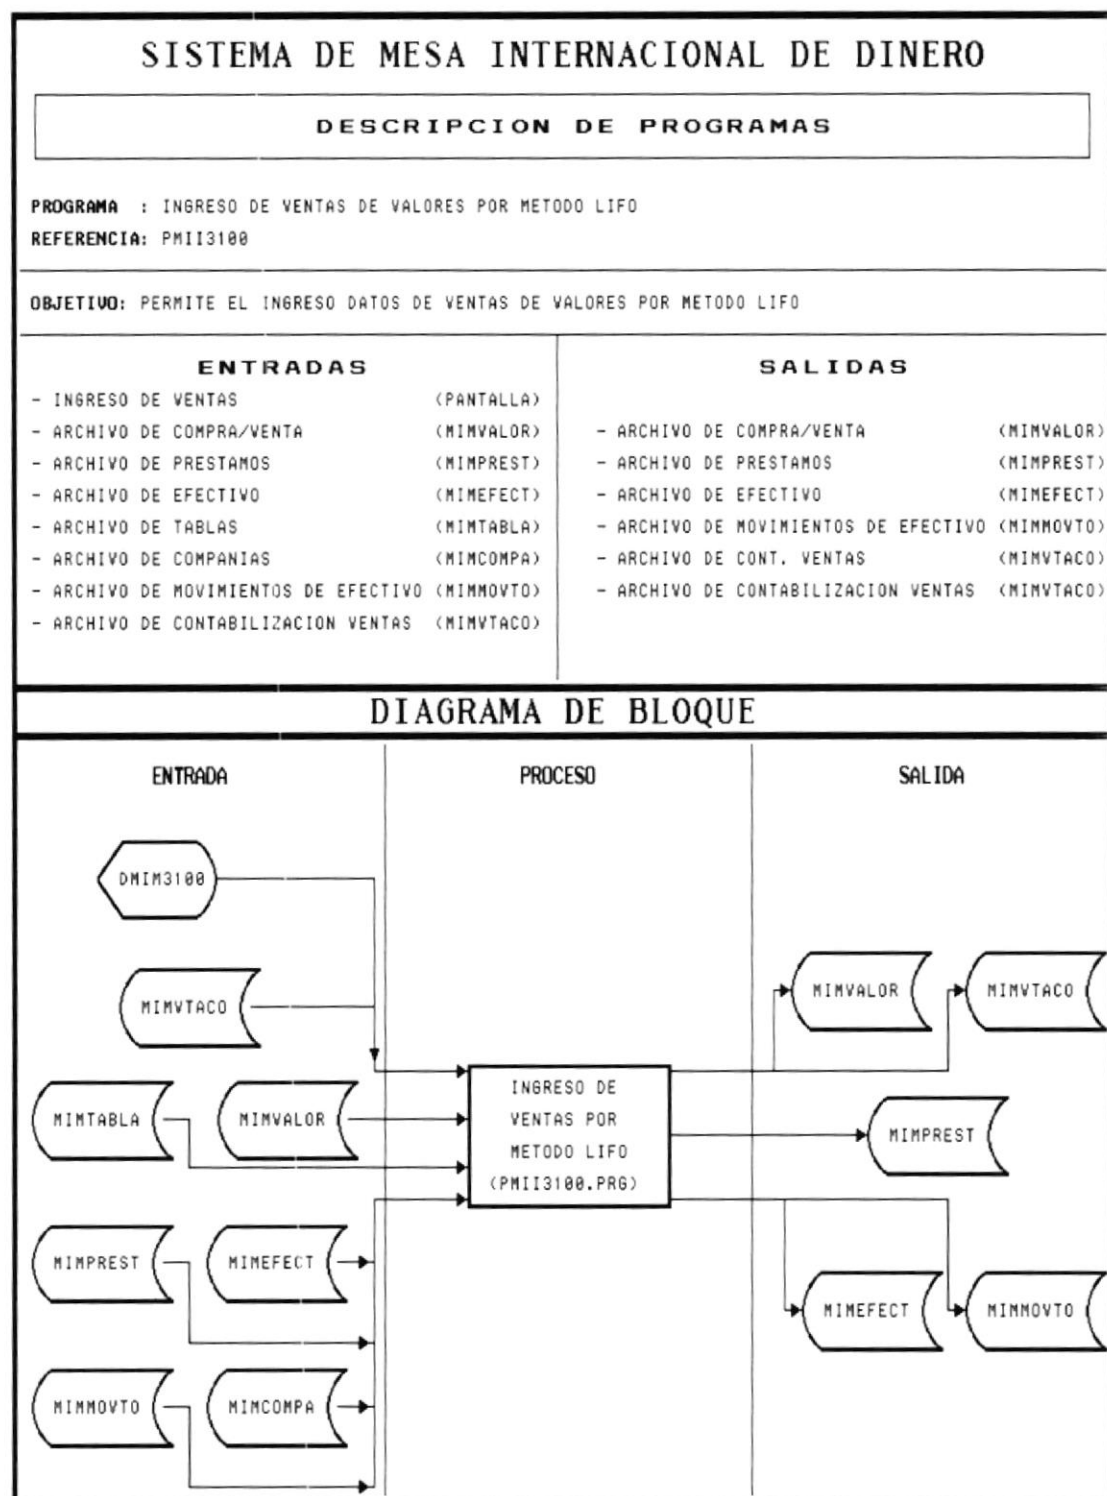 SISTEMA DE MESA INTERNACIONAL DE DINERO
DESCRIPCION DE PROGRAMAS
PROGRAMA : INGRESO DE VENTAS DE VALORES POR METODO LIFO
REFERENCIA: PMII3100
OBJETIVO: PERMITE EL INGRESO DATOS DE VENTAS DE VALORES POR METODO LIFO
ENTRADAS
- INGRESO DE VENTAS (PANTALLA)
- ARCHIVO DE COMPRA/VENTA (MIMVALOR)
- ARCHIVO DE PRESTAMOS (MIMPREST)
- ARCHIVO DE EFECTIVO (MIMEFECT)
- ARCHIVO DE TABLAS (MIMTABLA)
- ARCHIVO DE COMPANIAS (MIMCOMPA)
- ARCHIVO DE MOVIMIENTOS DE EFECTIVO (MIMMOVTO)
- ARCHIVO DE CONTABILIZACION VENTAS (MIMVTACO)
SALIDAS
- ARCHIVO DE COMPRA/VENTA (MIMVALOR)
- ARCHIVO DE PRESTAMOS (MIMPREST)
- ARCHIVO DE EFECTIVO (MIMEFECT)
- ARCHIVO DE MOVIMIENTOS DE EFECTIVO (MIMMOVTO)
- ARCHIVO DE CONT. VENTAS (MIMVTACO)
- ARCHIVO DE CONTABILIZACION VENTAS (MIMVTACO)
DIAGRAMA DE BLOQUE
ENTRADA
PROCESO
SALIDA
DMIM3100
MIMVTACO
MIMTABLA
MIMVALOR
MIMPREST
MIMEFECT
MIMMOVTO
MIMCOMPA
INGRESO DE
VENTAS POR
METODO LIFO
(PMII3100.PRG)
MIMVALOR
MIMVTACO
MIMPREST
MIMEFECT
MIMMOVTO